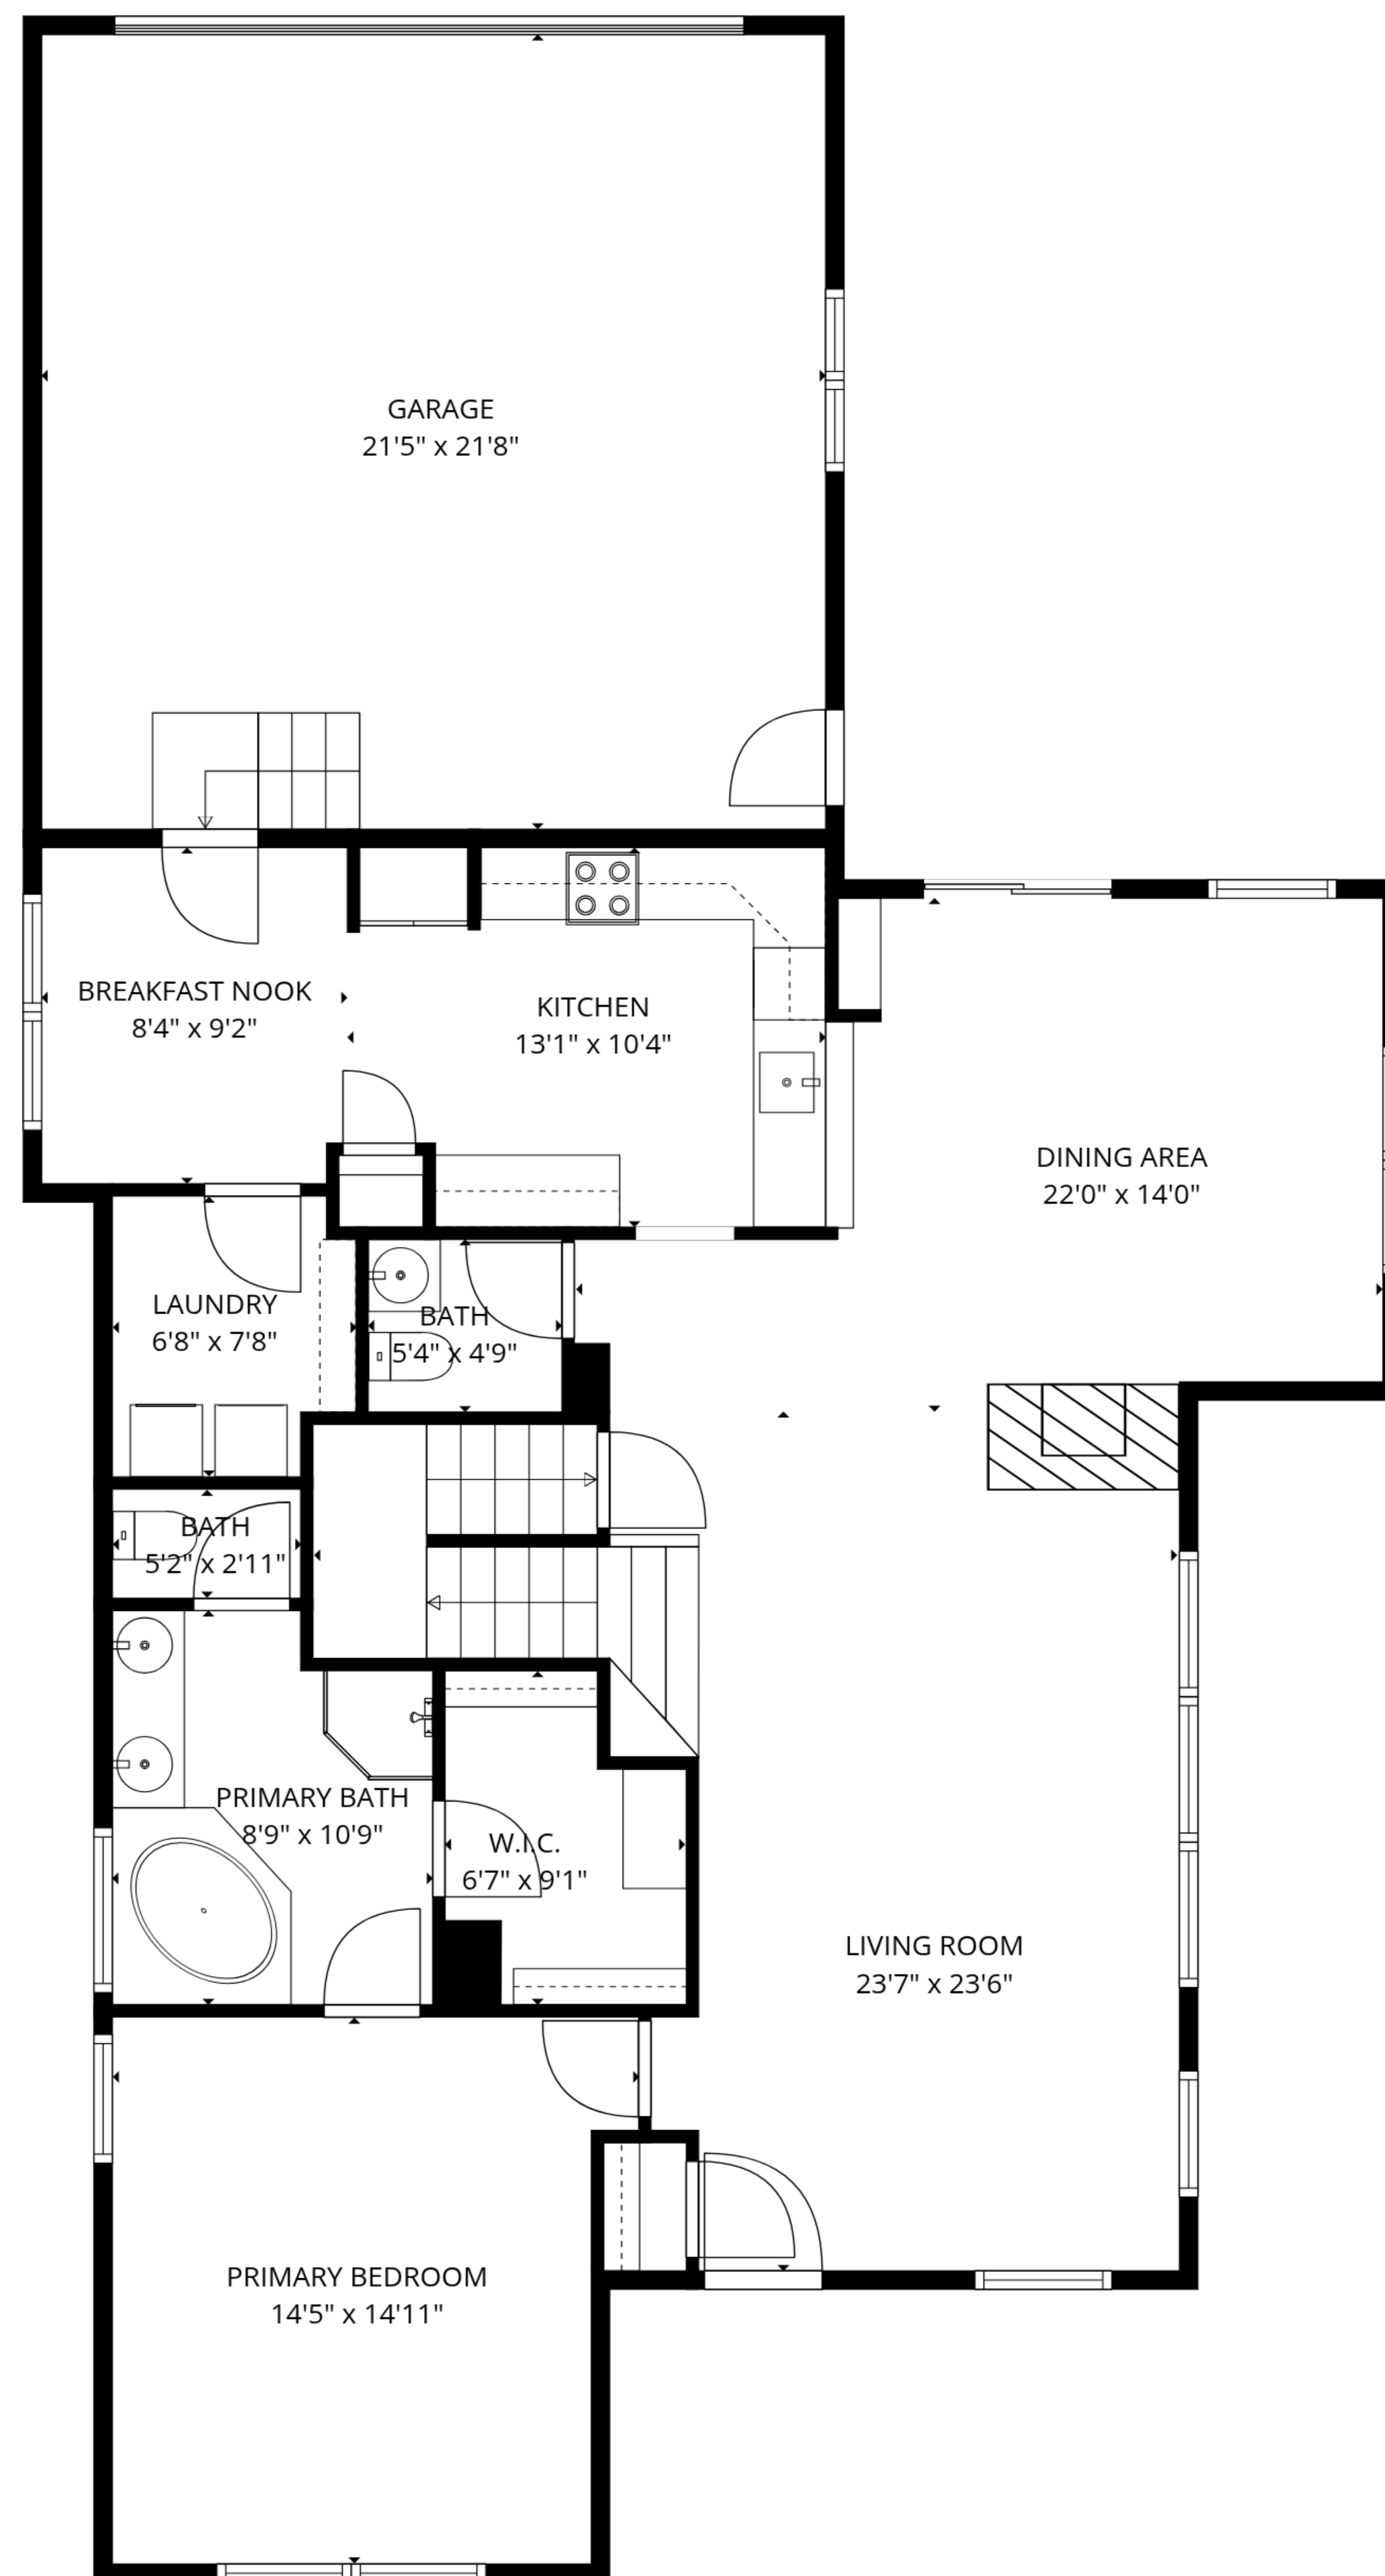 GARAGE
21'5" x 21'8"
BREAKFAST NOOK
8'4" x 9'2"
KITCHEN
13'1" x 10'4"
DINING AREA
22'0" x 14'0"
LAUNDRY
6'8" x 7'8"
BATH
5'4" x 4'9"
BATH
5'2" x 2'11"
PRIMARY BATH
8'9" x 10'9"
W.I.C.
6'7" x 9'1"
LIVING ROOM
23'7" x 23'6"
PRIMARY BEDROOM
14'5" x 14'11"